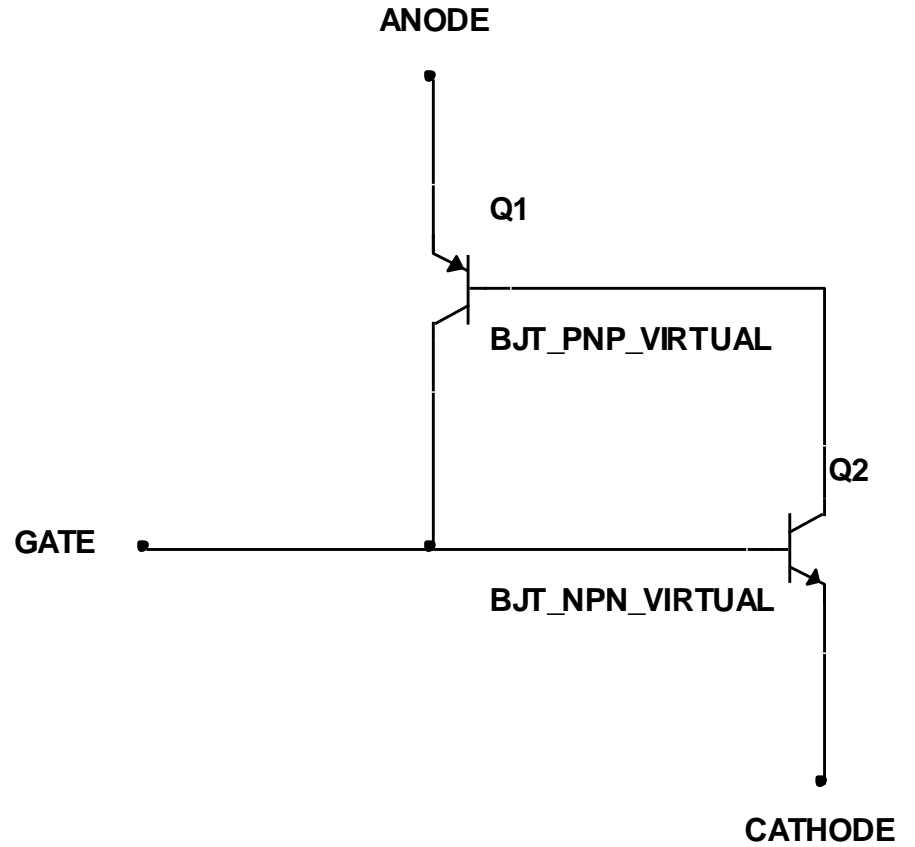 ANODE
Q1
BJT_PNP_VIRTUAL
Q2
GATE
BJT_NPN_VIRTUAL
CATHODE